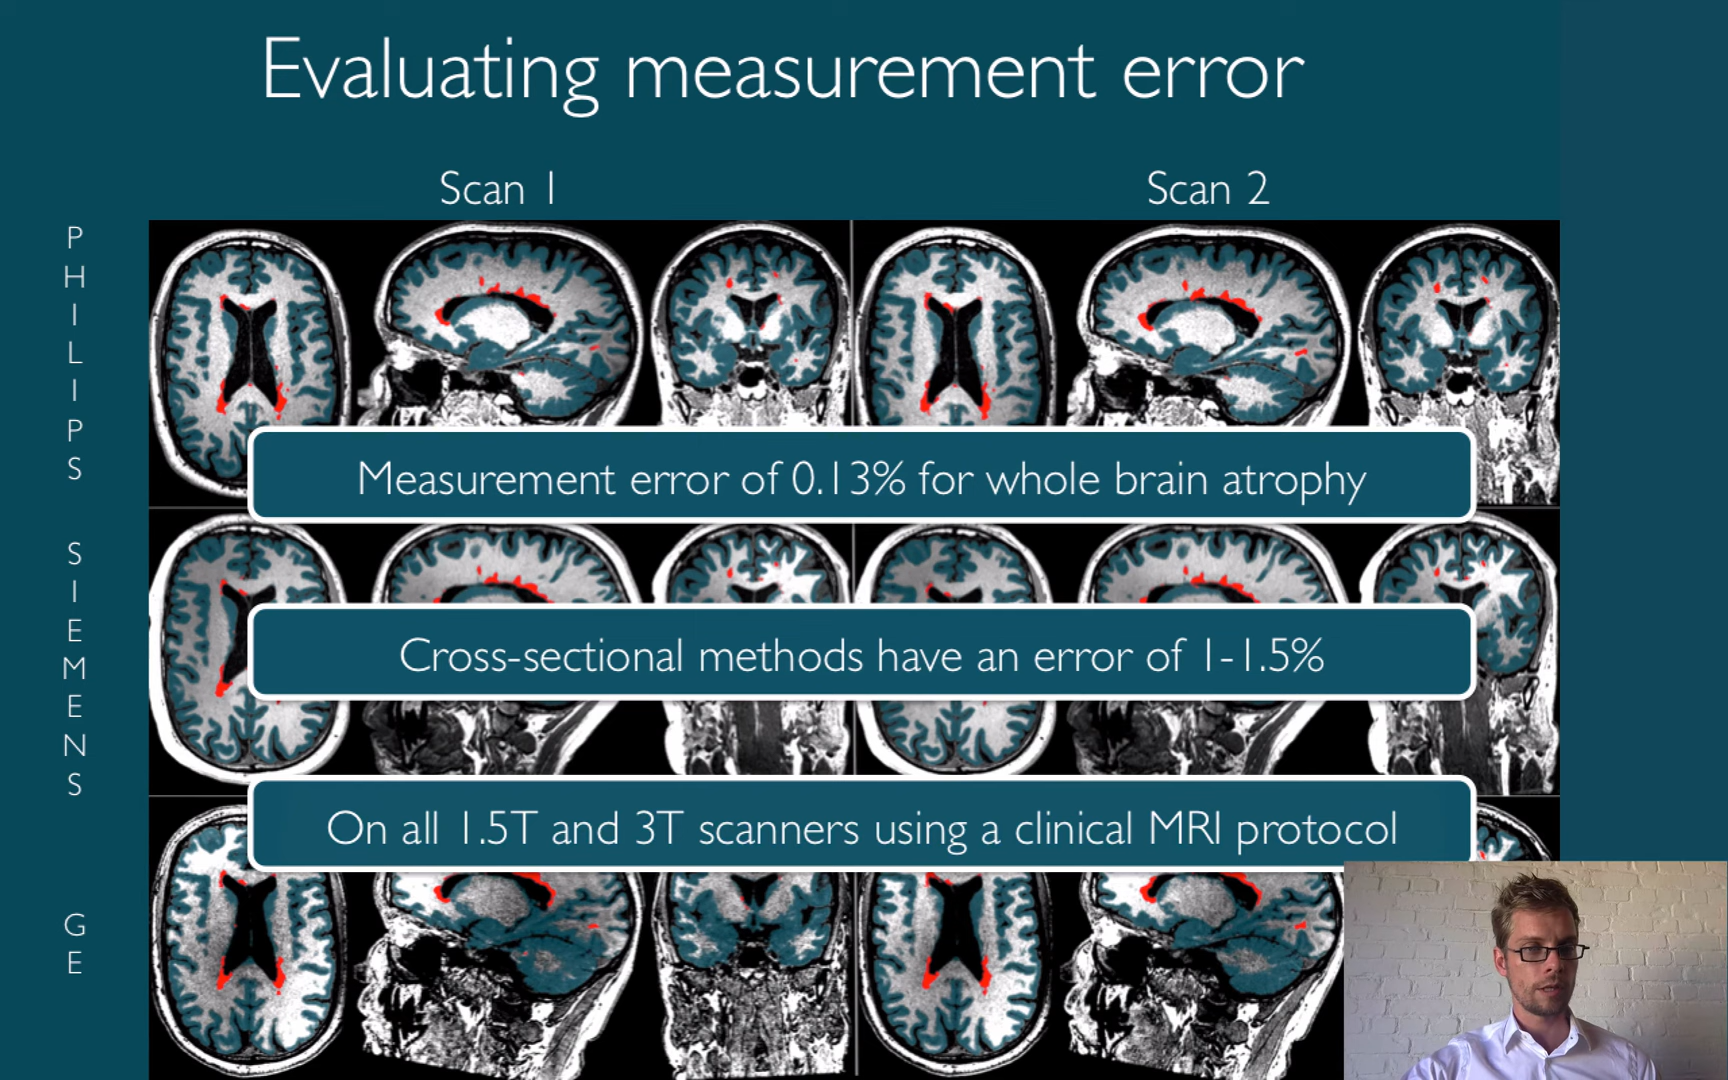 Evaluating measurement error
Scan 1
Scan 2
PHILIPS
SIEMENS
GE
Measurement error of 0.13% for whole brain atrophy
Cross-sectional methods have an error of 1-1.5%
On all 1.5T and 3T scanners using a clinical MRI protocol